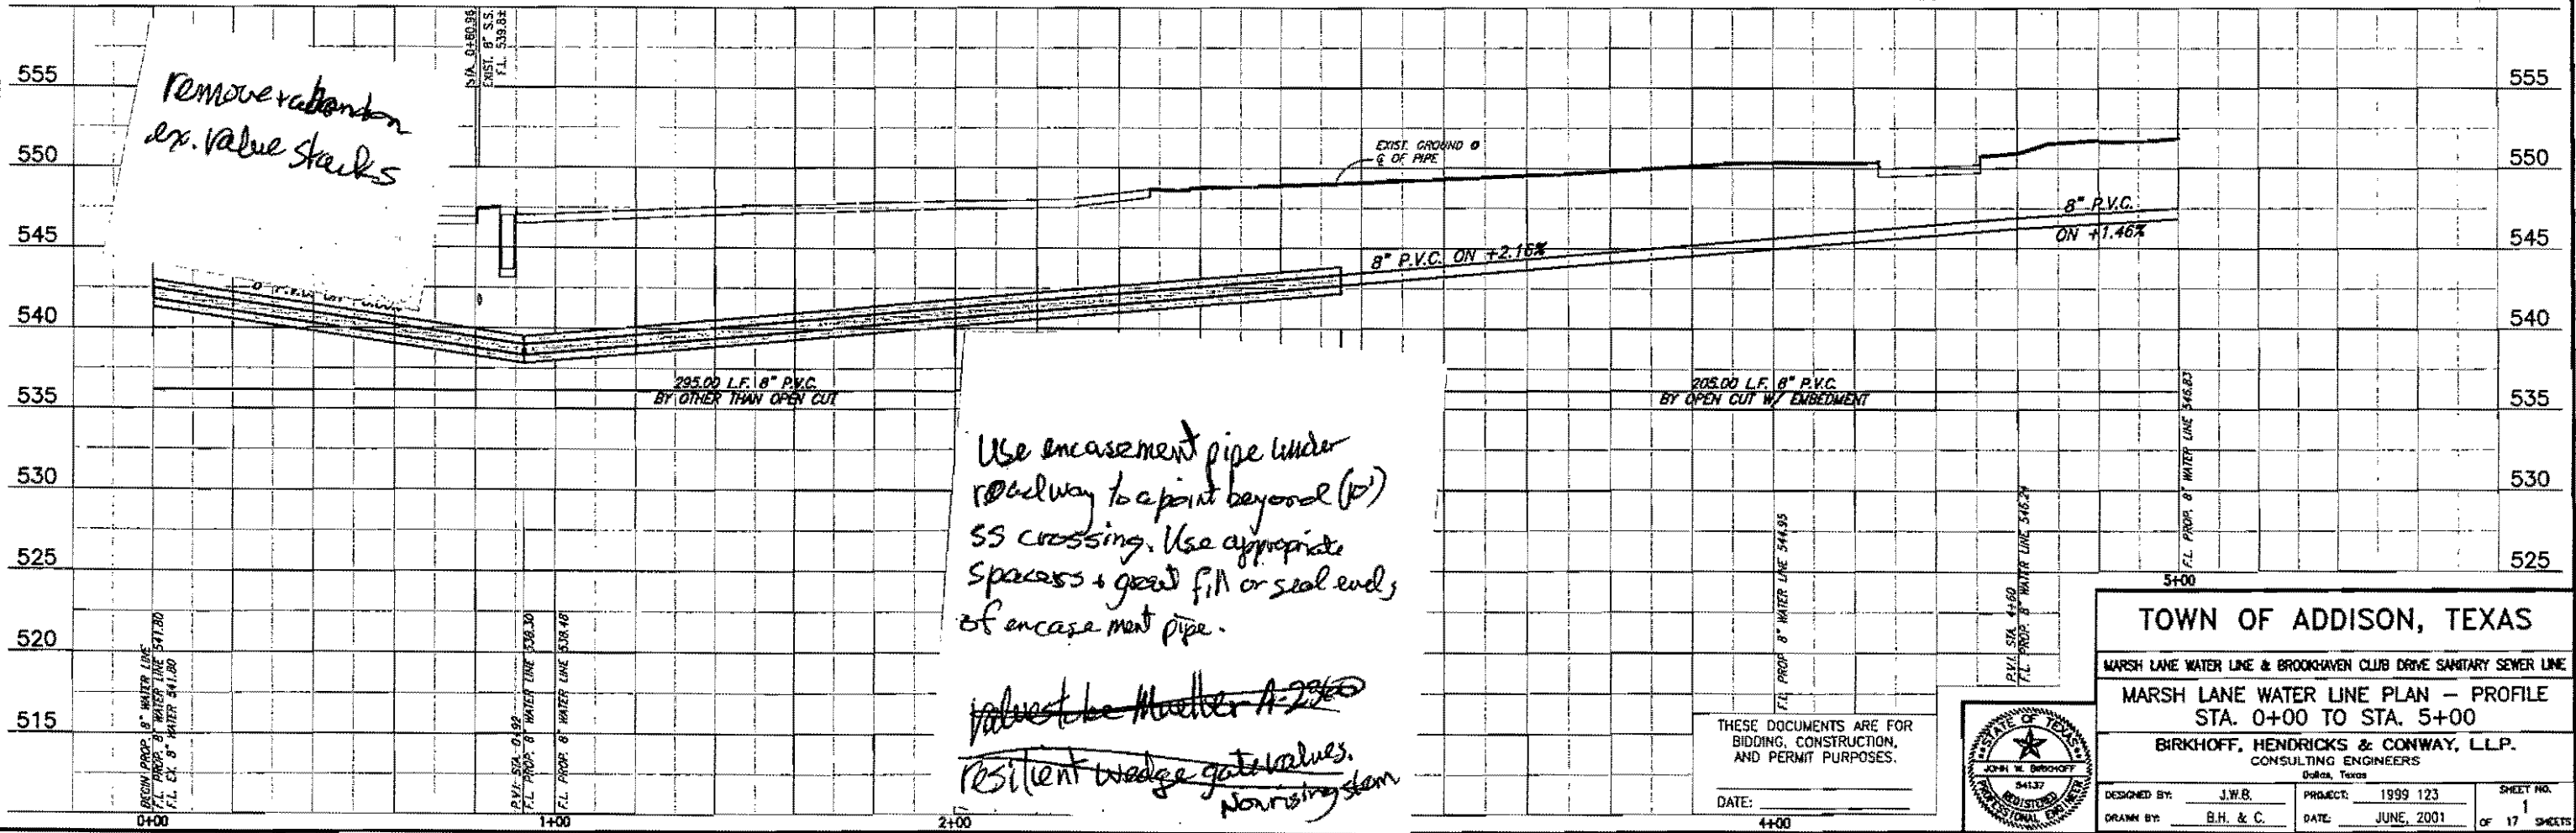 STA. 0+80.96
EXIST. 8" S.S.
F.L. 539.8±
555
550
545
540
535
530
525
520
515
remove + abandon
ex. valve stacks
EXIST. GROUND @
℄ OF PIPE
8" P.V.C. ON +2.16%
8" P.V.C.
ON +1.46%
295.00 L.F. 8" P.V.C.
BY OTHER THAN OPEN CUT
205.00 L.F. 8" P.V.C.
BY OPEN CUT W/ EMBEDMENT
555
550
545
540
535
530
525
Use encasement pipe under
roadway to a point beyond (10')
SS crossing. Use appropriate
spacers + grout fill or seal ends
of encasement pipe.
valves to be Mueller A-2360
resilient wedge gate valves.
Nonrising stem
BEGIN PROP. 8" WATER LINE
F.L. PROP. 8" WATER LINE 541.80
F.L. EX. 8" WATER 541.80
P.V.I. STA. 0+92
F.L. PROP. 8" WATER LINE 538.30
F.L. PROP. 8" WATER LINE 538.48
F.L. PROP. 8" WATER LINE 544.95
P.V.I. STA. 4+60
F.L. PROP. 8" WATER LINE 546.24
F.L. PROP. 8" WATER LINE 546.83
0+00
1+00
2+00
4+00
5+00
THESE DOCUMENTS ARE FOR
BIDDING, CONSTRUCTION,
AND PERMIT PURPOSES.
DATE:
STATE OF TEXAS
JOHN W. BIRKHOFF
54137
REGISTERED
PROFESSIONAL ENGINEER
TOWN OF ADDISON, TEXAS
MARSH LANE WATER LINE & BROOKHAVEN CLUB DRIVE SANITARY SEWER LINE
MARSH LANE WATER LINE PLAN – PROFILE
STA. 0+00 TO STA. 5+00
BIRKHOFF, HENDRICKS & CONWAY, L.L.P.
CONSULTING ENGINEERS
Dallas, Texas
DESIGNED BY: J.W.B. PROJECT: 1999 123 SHEET NO.
1
DRAWN BY: B.H. & C. DATE: JUNE, 2001 OF 17 SHEETS